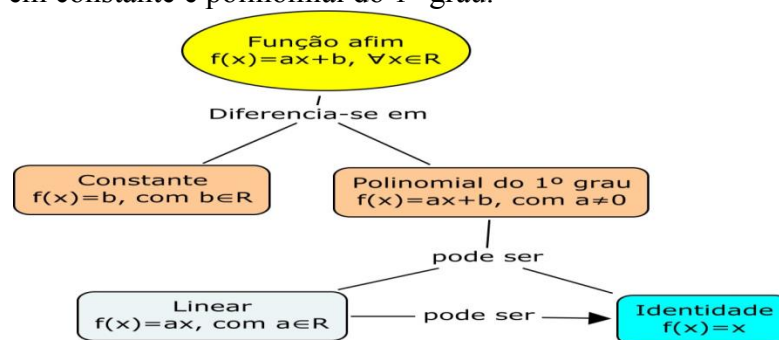 em constante e polinomial do 1º grau.
Função afim
f(x)=ax+b, ∀x∈R
Diferencia-se em
Constante
f(x)=b, com b∈R
Polinomial do 1º grau
f(x)=ax+b, com a≠0
pode ser
Linear
f(x)=ax, com a∈R
pode ser
Identidade
f(x)=x